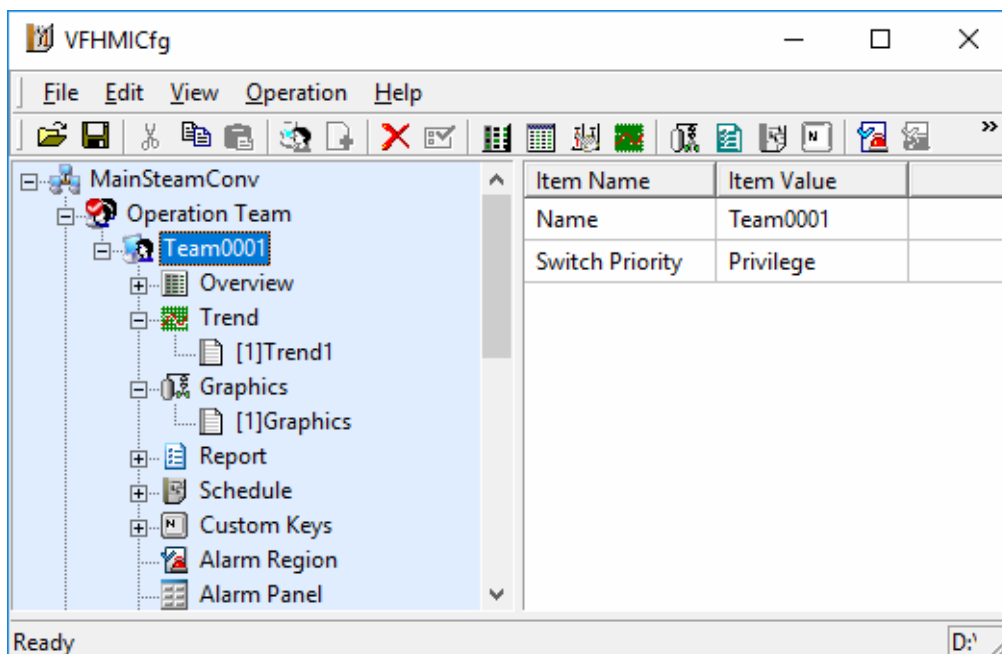 VFHMICfg
File Edit View Operation Help
»
MainSteamConv
Operation Team
Team0001
Overview
Trend
[1]Trend1
Graphics
[1]Graphics
Report
Schedule
Custom Keys
Alarm Region
Alarm Panel
Item Name Item Value
Name Team0001
Switch Priority Privilege
Ready D:\